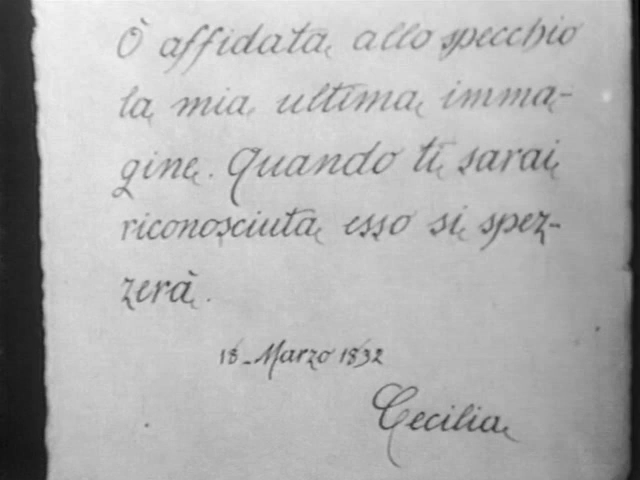 Ò affidata allo specchio
la mia ultima imma-
gine. Quando ti sarai
riconosciuta esso si spez-
zerà.
18 - Marzo 1832
Cecilia